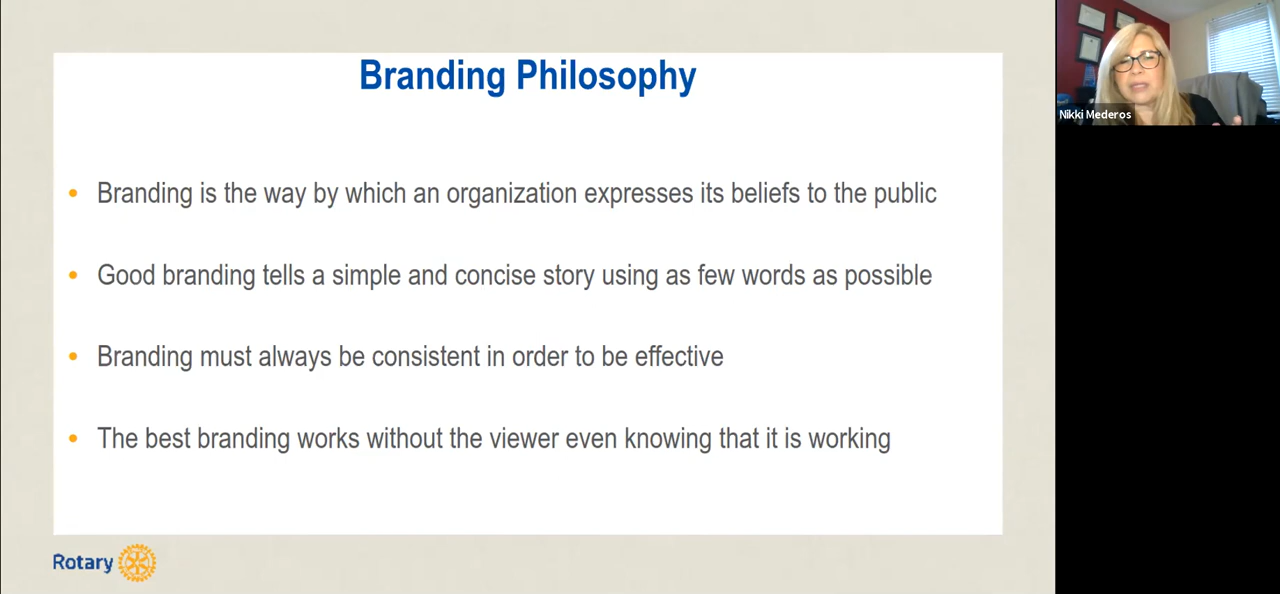 Branding Philosophy
Branding is the way by which an organization expresses its beliefs to the public
Good branding tells a simple and concise story using as few words as possible
Branding must always be consistent in order to be effective
The best branding works without the viewer even knowing that it is working
Rotary
Nikki Mederos